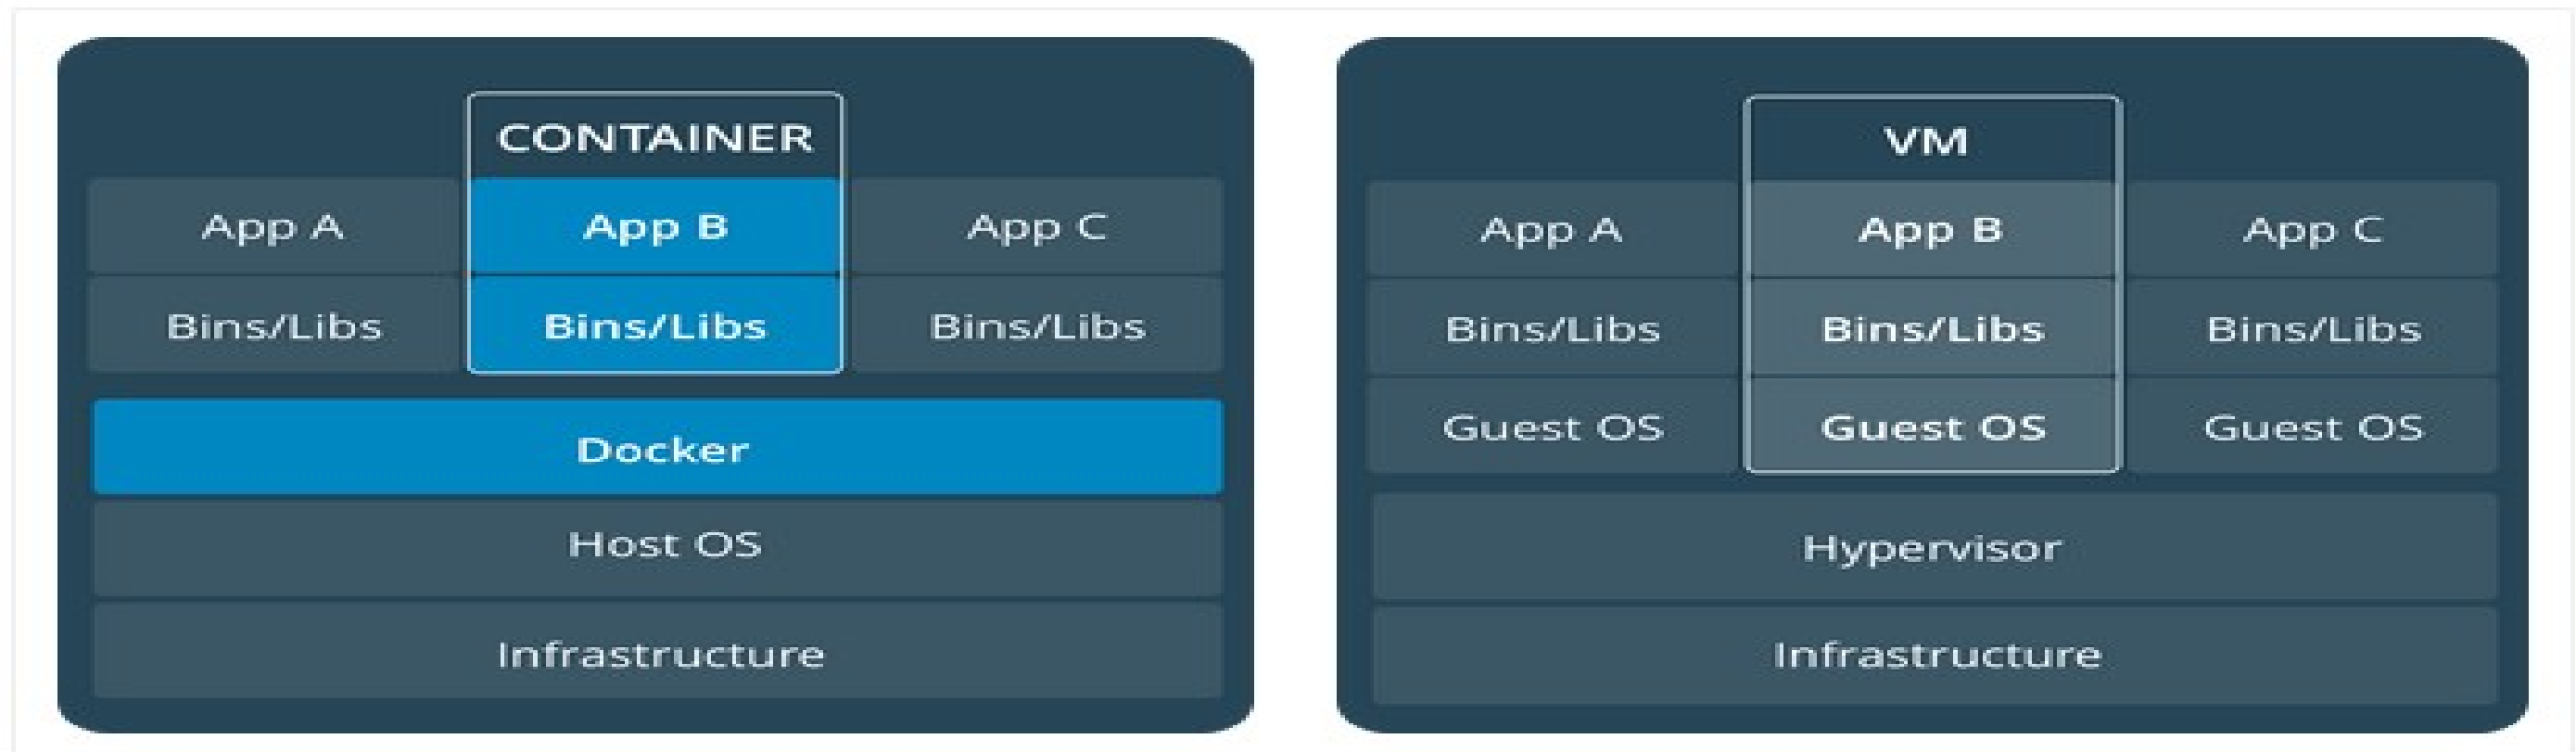 CONTAINER
App A
App B
App C
Bins/Libs
Bins/Libs
Bins/Libs
Docker
Host OS
Infrastructure
VM
App A
App B
App C
Bins/Libs
Bins/Libs
Bins/Libs
Guest OS
Guest OS
Guest OS
Hypervisor
Infrastructure